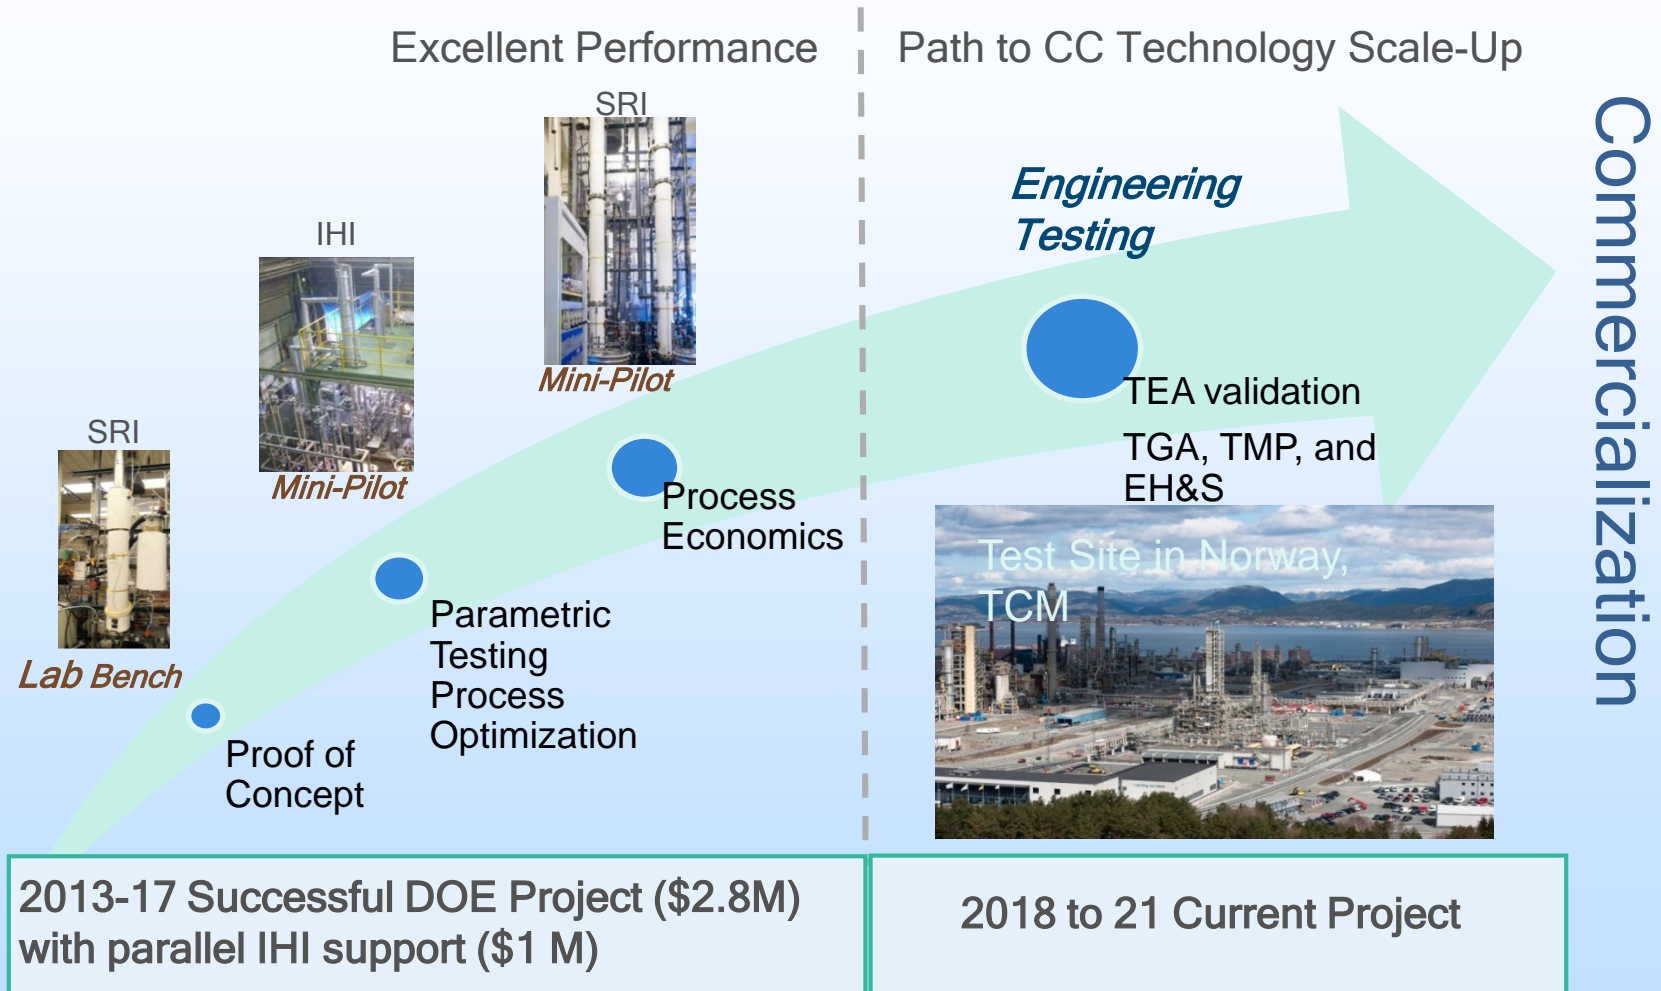 Excellent Performance
Path to CC Technology Scale-Up
SRI
IHI
SRI
Mini-Pilot
Mini-Pilot
Lab Bench
Engineering
Testing
Commercialization
Proof of
Concept
Parametric
Testing
Process
Optimization
Process
Economics
TEA validation
TGA, TMP, and
EH&S
Test Site in Norway,
TCM
2013-17 Successful DOE Project ($2.8M)
with parallel IHI support ($1 M)
2018 to 21 Current Project